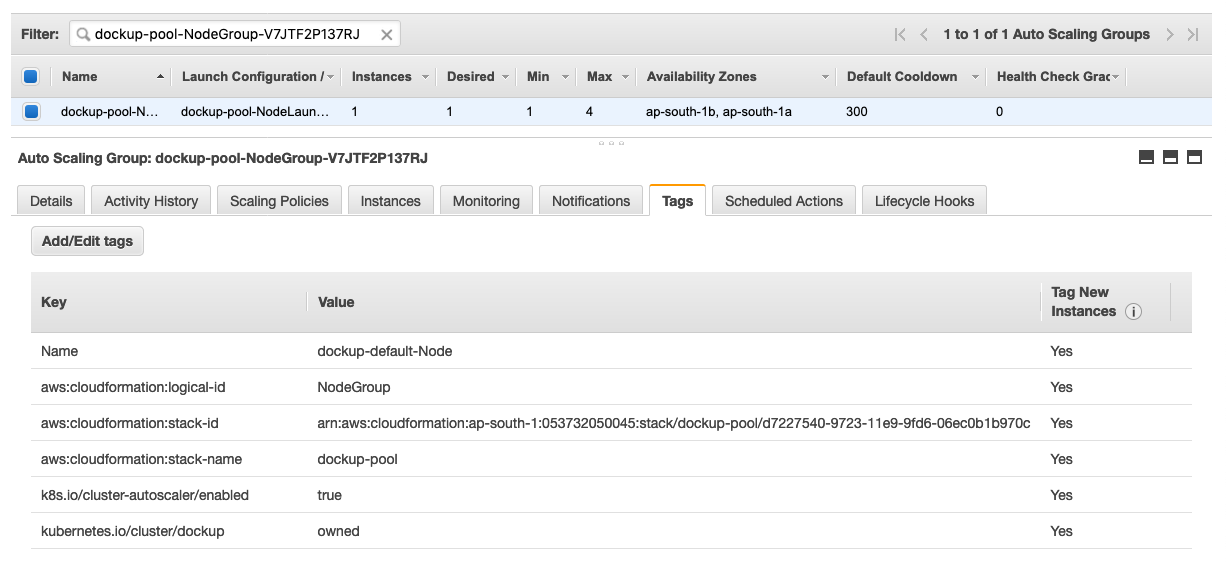 Filter: dockup-pool-NodeGroup-V7JTF2P137RJ 1 to 1 of 1 Auto Scaling Groups
Name Launch Configuration / Instances Desired Min Max Availability Zones Default Cooldown Health Check Grac
dockup-pool-N... dockup-pool-NodeLaun... 1 1 1 4 ap-south-1b, ap-south-1a 300 0
Auto Scaling Group: dockup-pool-NodeGroup-V7JTF2P137RJ
Details Activity History Scaling Policies Instances Monitoring Notifications Tags Scheduled Actions Lifecycle Hooks
Add/Edit tags
Key Value Tag New Instances i
Name dockup-default-Node Yes
aws:cloudformation:logical-id NodeGroup Yes
aws:cloudformation:stack-id arn:aws:cloudformation:ap-south-1:053732050045:stack/dockup-pool/d7227540-9723-11e9-9fd6-06ec0b1b970c Yes
aws:cloudformation:stack-name dockup-pool Yes
k8s.io/cluster-autoscaler/enabled true Yes
kubernetes.io/cluster/dockup owned Yes